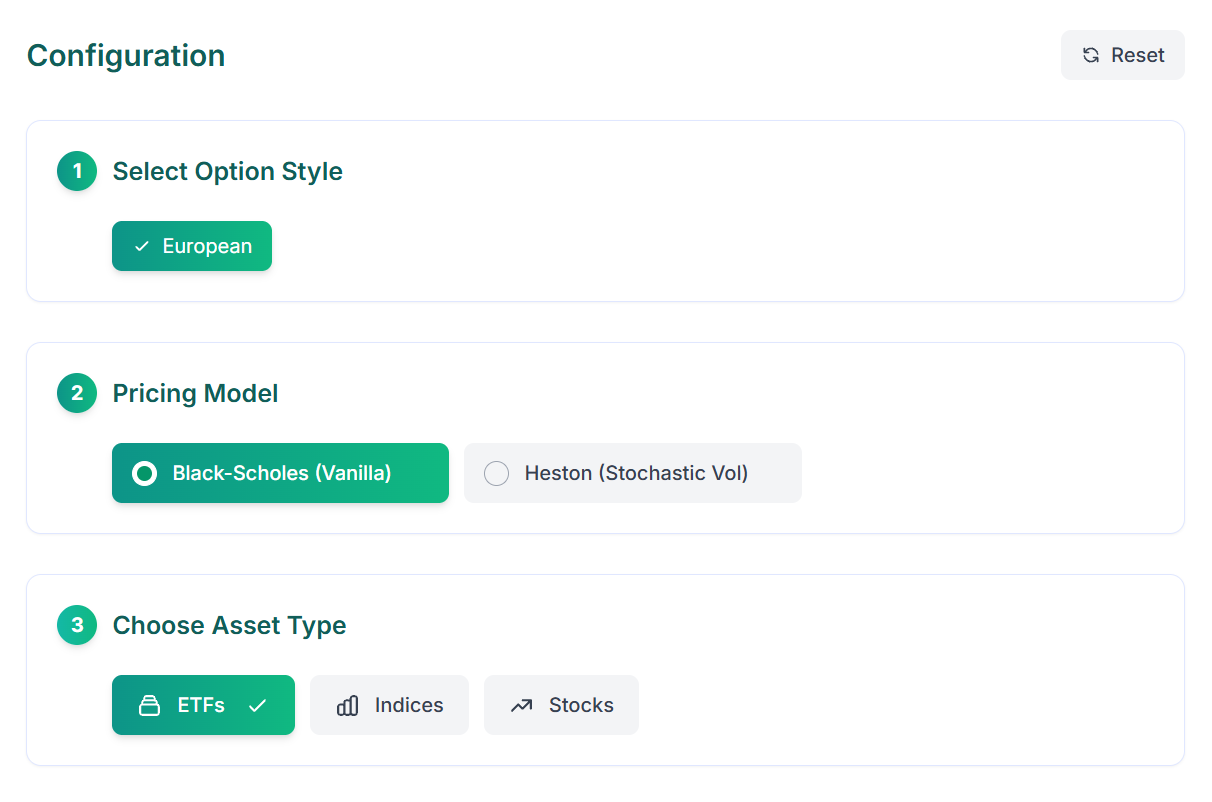 Configuration
Reset
1 Select Option Style
European
2 Pricing Model
Black-Scholes (Vanilla) Heston (Stochastic Vol)
3 Choose Asset Type
ETFs Indices Stocks